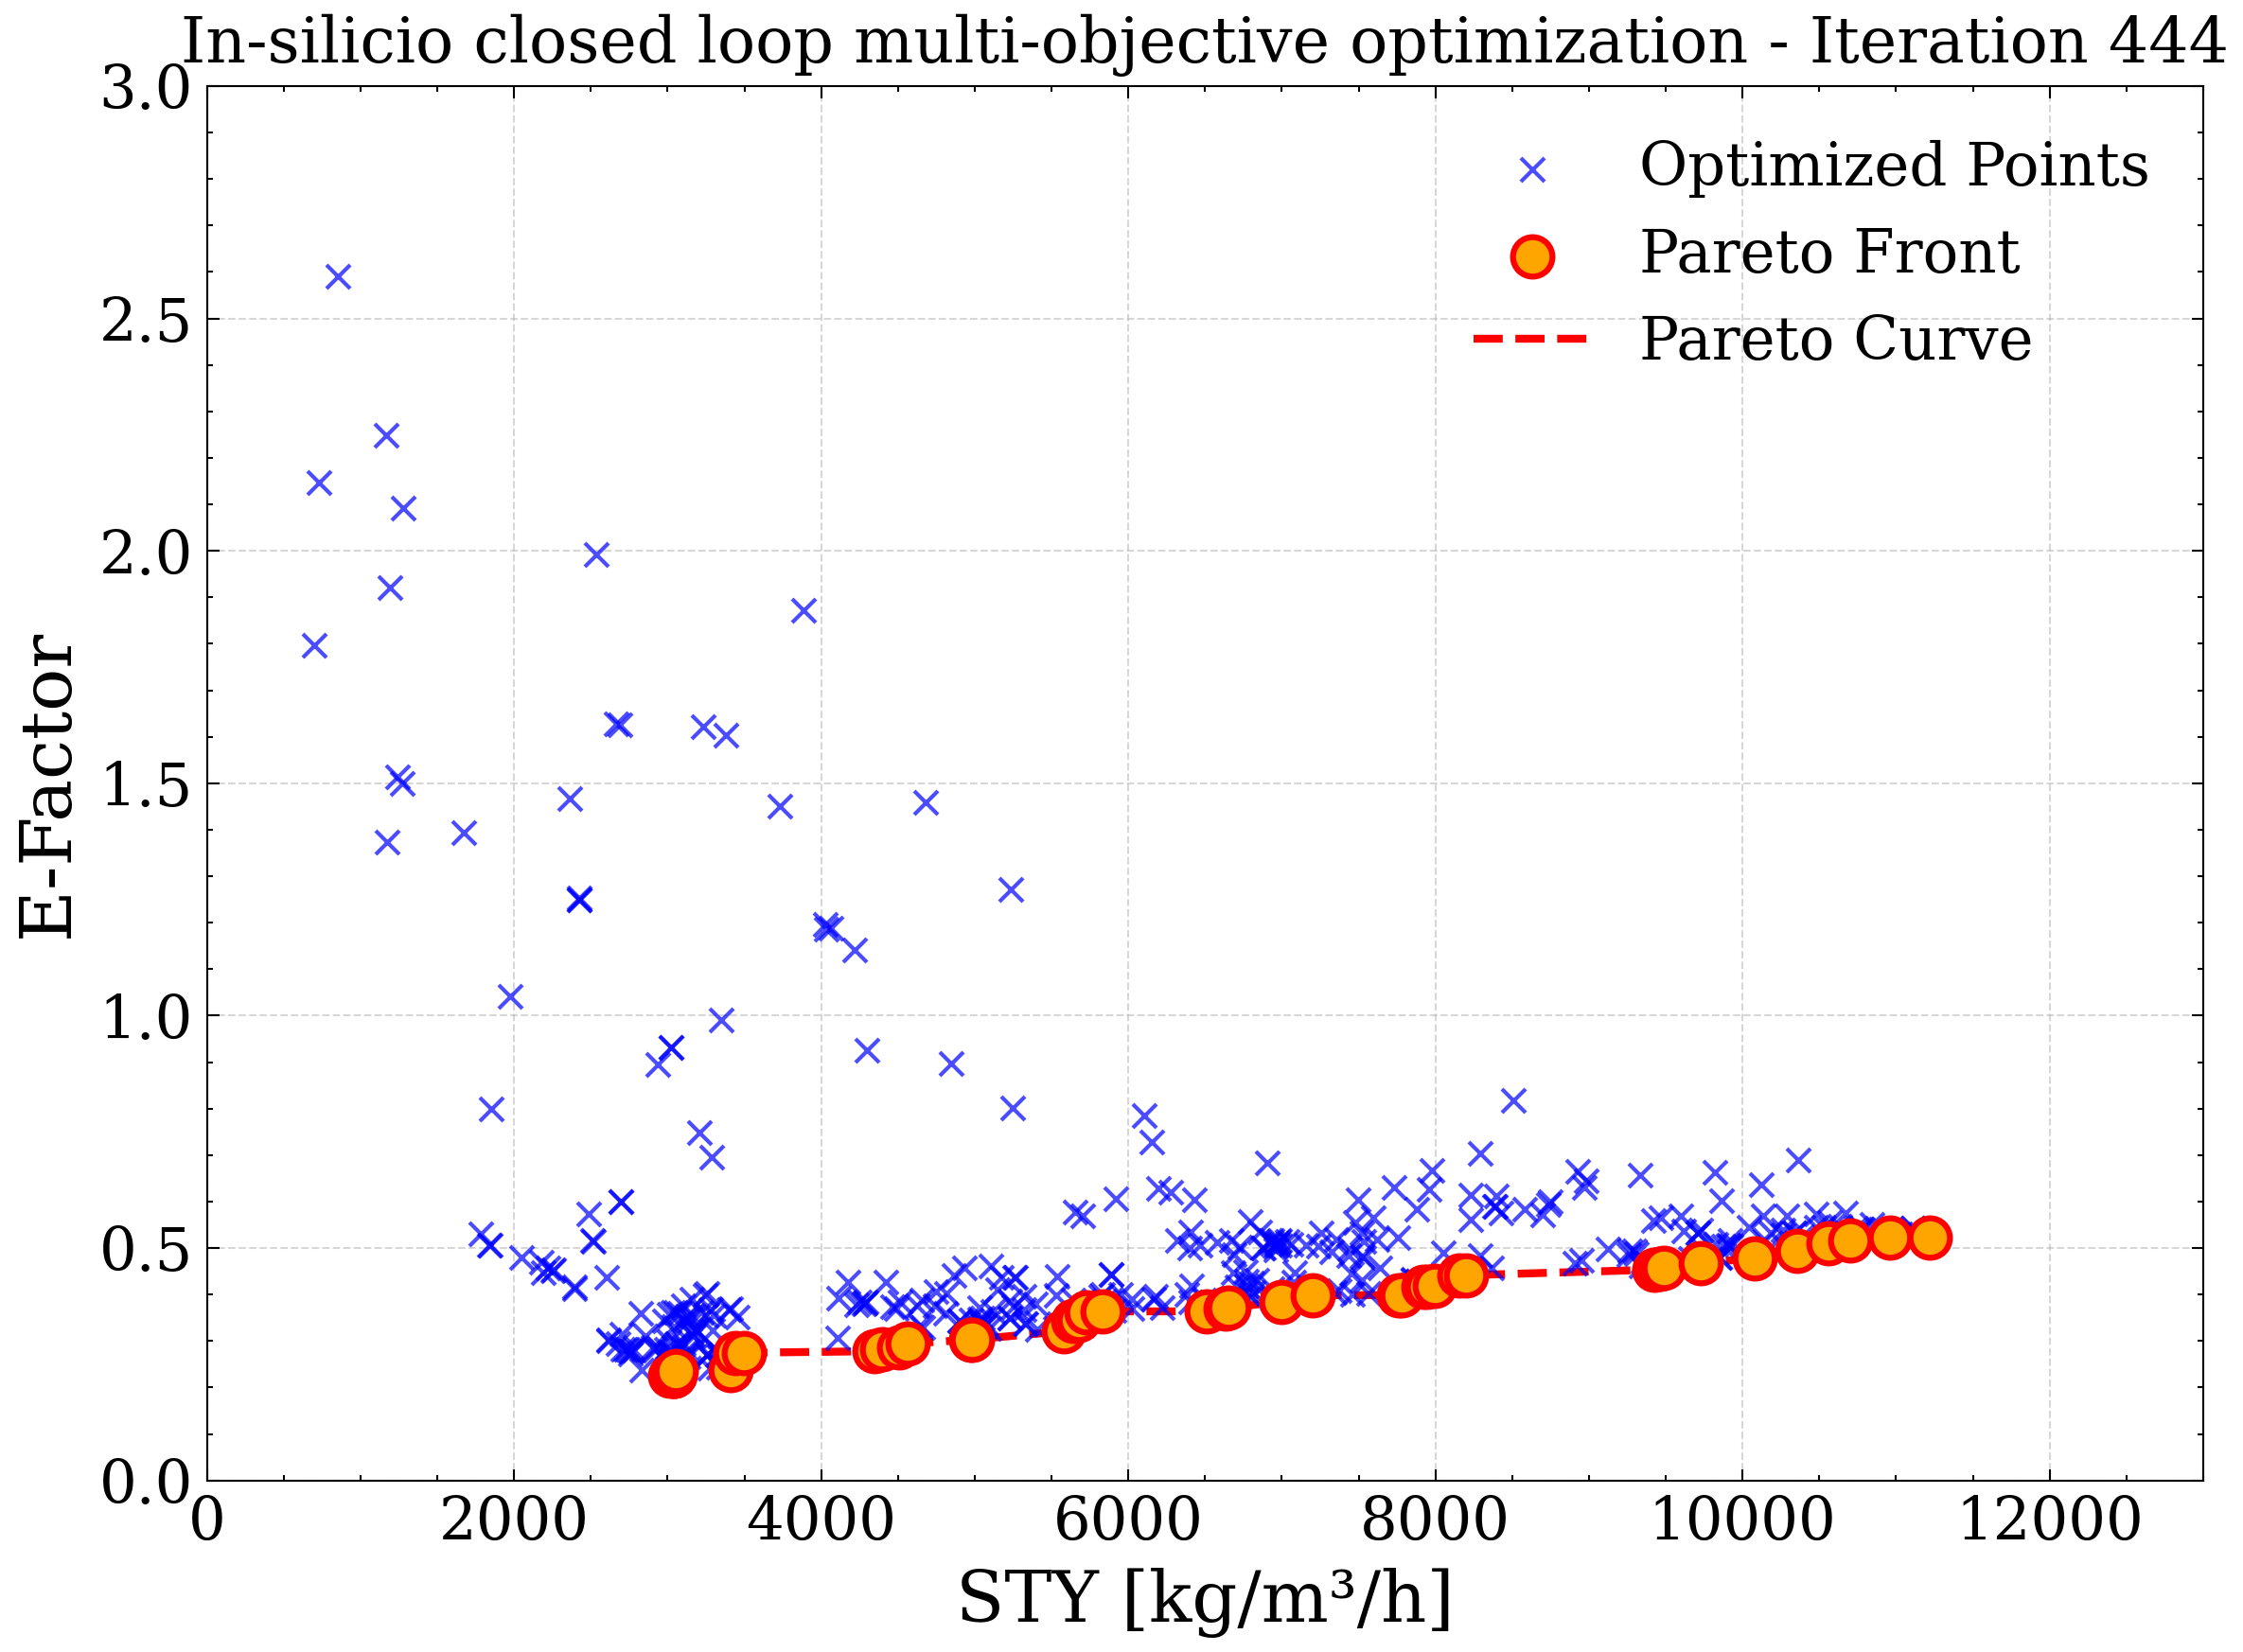 In-silicio closed loop multi-objective optimization - Iteration 444
3.0
2.5
2.0
1.5
1.0
0.5
0.0
E-Factor
Optimized Points
Pareto Front
Pareto Curve
0 2000 4000 6000 8000 10000 12000
STY [kg/m³/h]